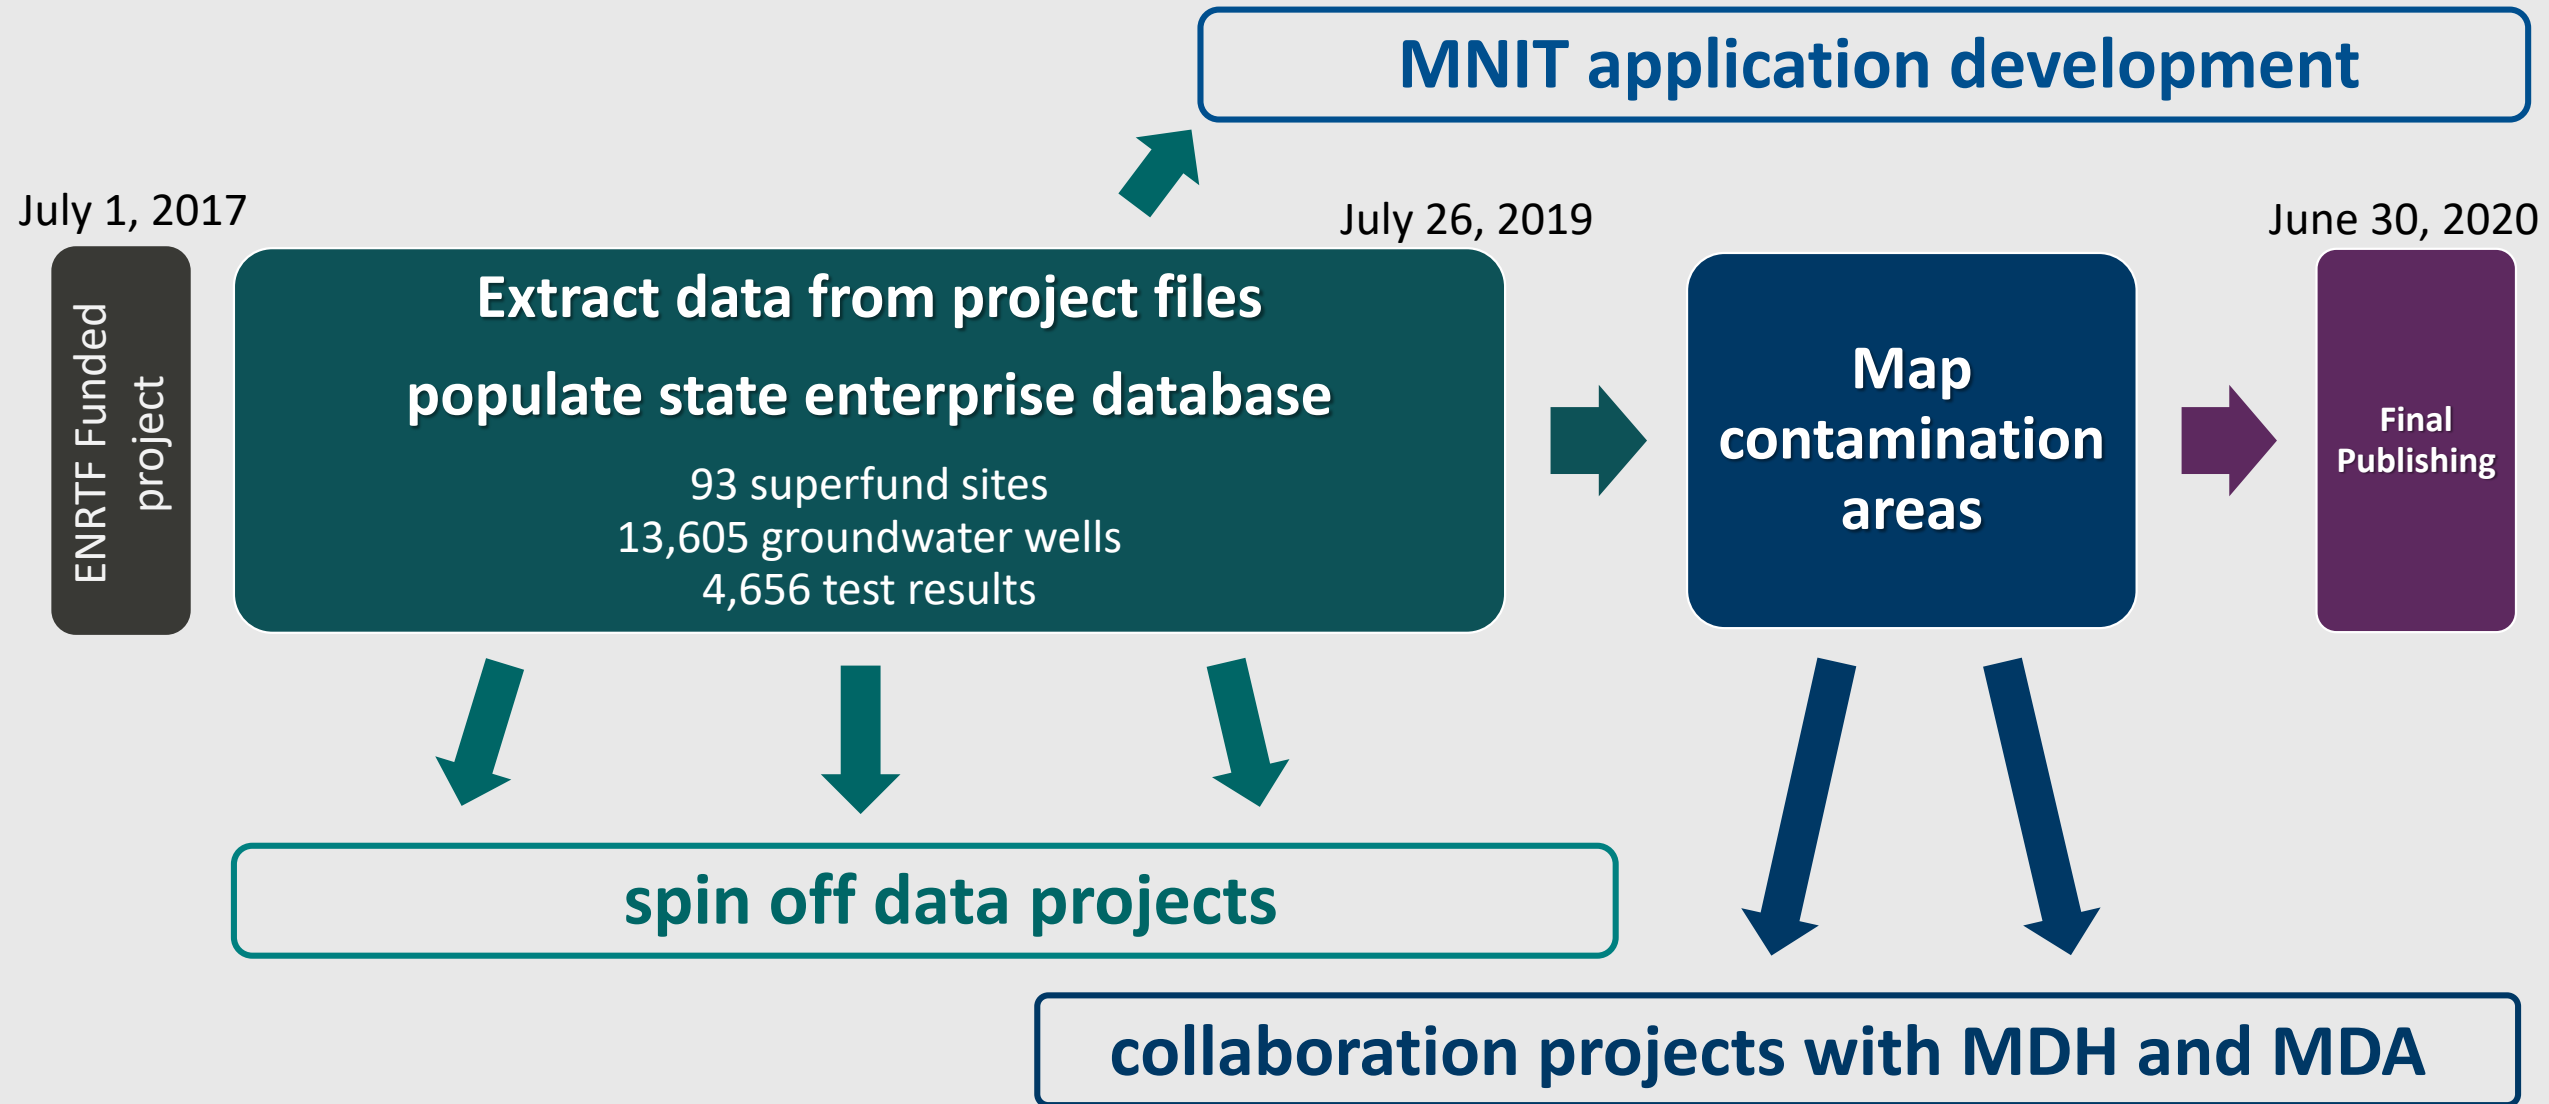 MNIT application development
July 1, 2017
July 26, 2019
June 30, 2020
ENRTF Funded
project
Extract data from project files
populate state enterprise database
93 superfund sites
13,605 groundwater wells
4,656 test results
Map
contamination
areas
Final
Publishing
spin off data projects
collaboration projects with MDH and MDA